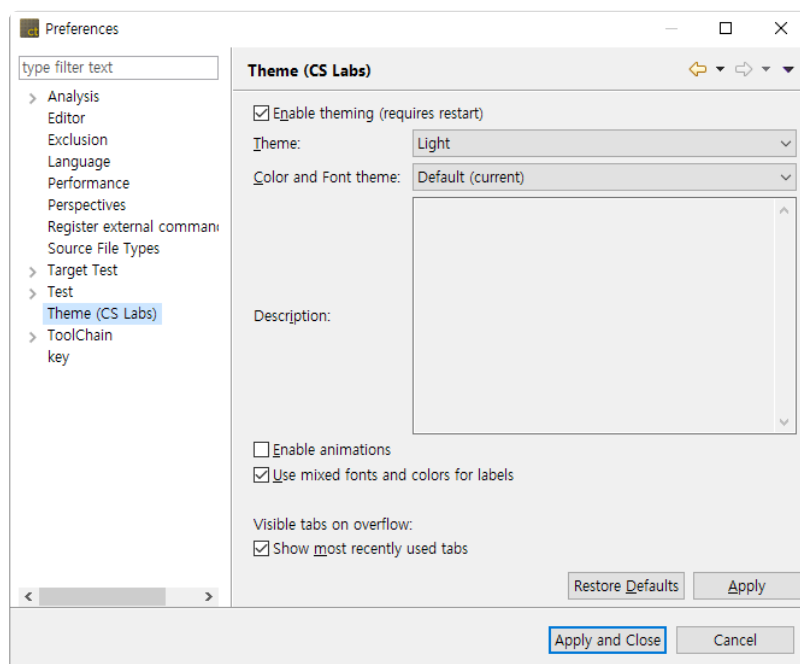 ct Preferences
type filter text
Analysis
Editor
Exclusion
Language
Performance
Perspectives
Register external comman
Source File Types
Target Test
Test
Theme (CS Labs)
ToolChain
key
Theme (CS Labs)
Enable theming (requires restart)
Theme: Light
Color and Font theme: Default (current)
Description:
Enable animations
Use mixed fonts and colors for labels
Visible tabs on overflow:
Show most recently used tabs
Restore Defaults Apply
Apply and Close Cancel